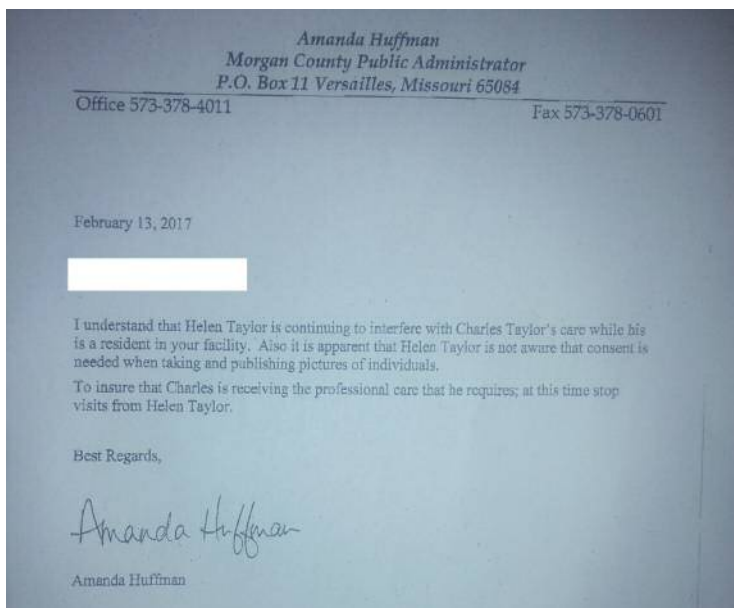 Amanda Huffman
Morgan County Public Administrator
P.O. Box 11 Versailles, Missouri 65084
Office 573-378-4011
Fax 573-378-0601
February 13, 2017
I understand that Helen Taylor is continuing to interfere with Charles Taylor's care while his
is a resident in your facility. Also it is apparent that Helen Taylor is not aware that consent is
needed when taking and publishing pictures of individuals.
To insure that Charles is receiving the professional care that he requires; at this time stop
visits from Helen Taylor.
Best Regards,
Amanda Huffman
Amanda Huffman